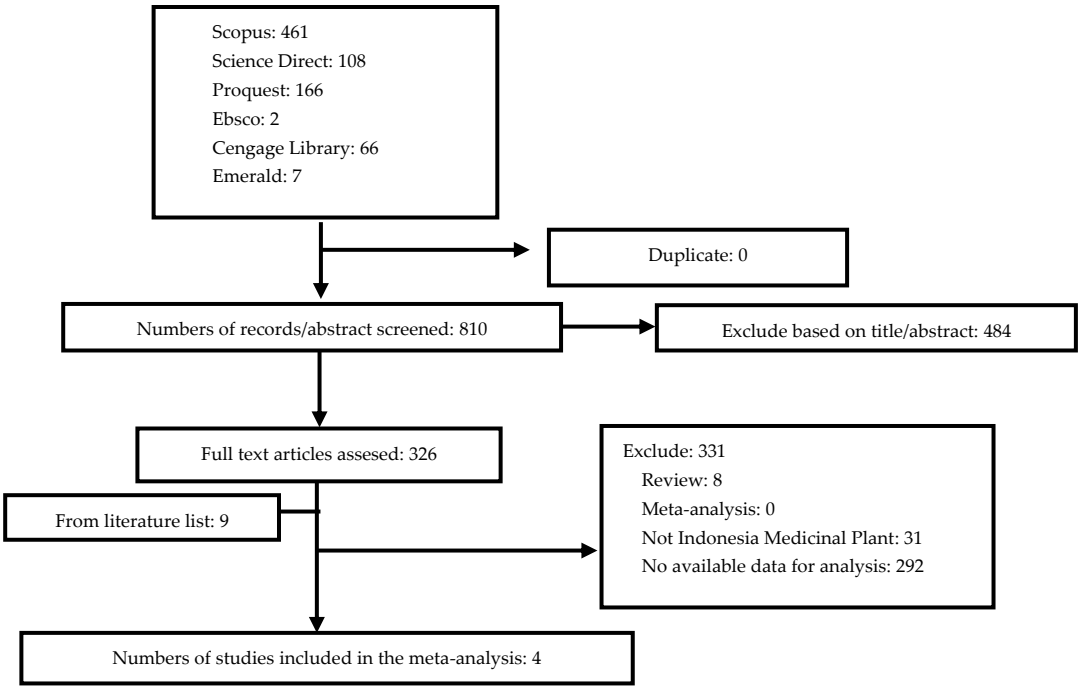 Scopus: 461
Science Direct: 108
Proquest: 166
Ebsco: 2
Cengage Library: 66
Emerald: 7
Duplicate: 0
Numbers of records/abstract screened: 810
Exclude based on title/abstract: 484
Full text articles assesed: 326
From literature list: 9
Exclude: 331
Review: 8
Meta-analysis: 0
Not Indonesia Medicinal Plant: 31
No available data for analysis: 292
Numbers of studies included in the meta-analysis: 4